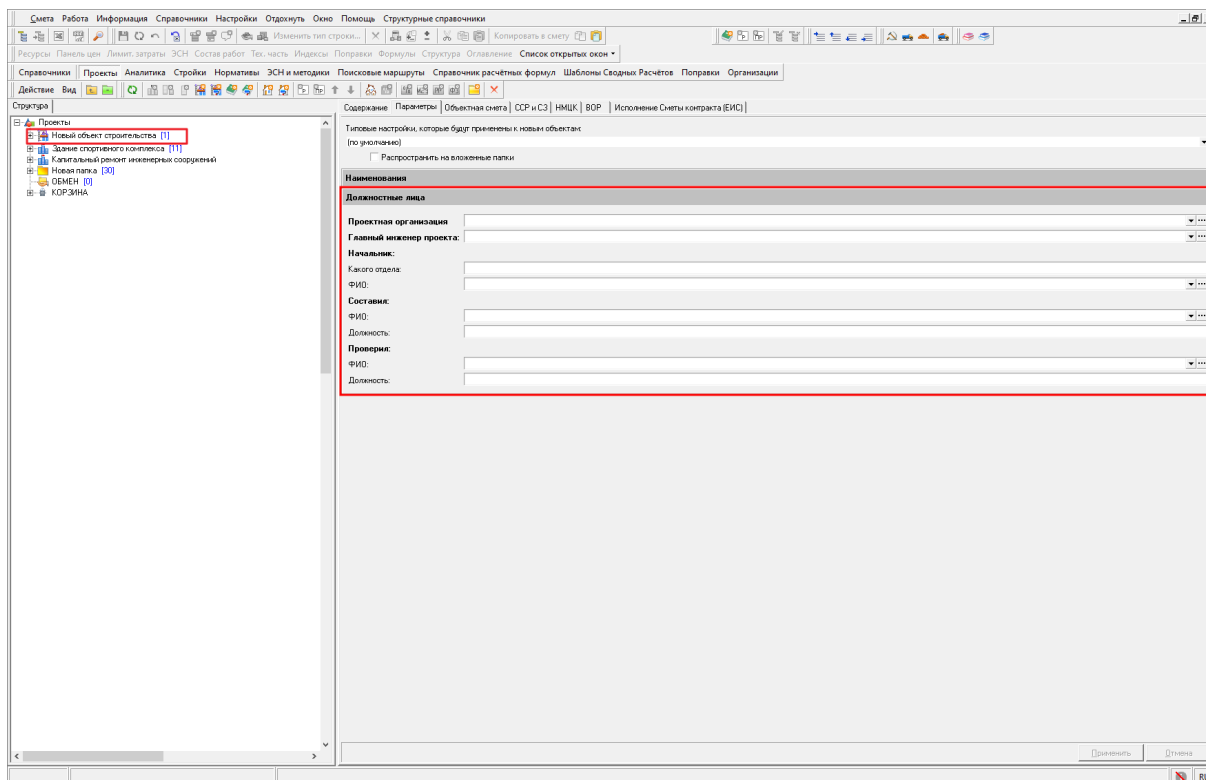 Смета Работа Информация Справочники Настройки Отдохнуть Окно Помощь Структурные справочники
Изменить тип строки... Копировать в смету
Ресурсы Панель цен Лимит. затраты ЭСН Состав работ Тех. часть Индексы Поправки Формулы Структура Оглавление Список открытых окон
Справочники Проекты Аналитика Стройки Нормативы ЭСН и методики Поисковые маршруты Справочник расчётных формул Шаблоны Сводных Расчётов Поправки Организации
Действие Вид
Структура
Проекты
Новый объект строительства [1]
Здание спортивного комплекса [11]
Капитальный ремонт инженерных сооружений
Новая папка [30]
ОБМЕН [0]
КОРЗИНА
Содержание Параметры Объектная смета ССР и СЗ НМЦК ВОР Исполнение Сметы контракта (ЕИС)
Типовые настройки, которые будут применены к новым объектам:
(по умолчанию)
Распространить на вложенные папки
Наименования
Должностные лица
Проектная организация
Главный инженер проекта:
Начальник:
Какого отдела:
ФИО:
Составил:
ФИО:
Должность:
Проверил:
ФИО:
Должность:
Применить Отмена